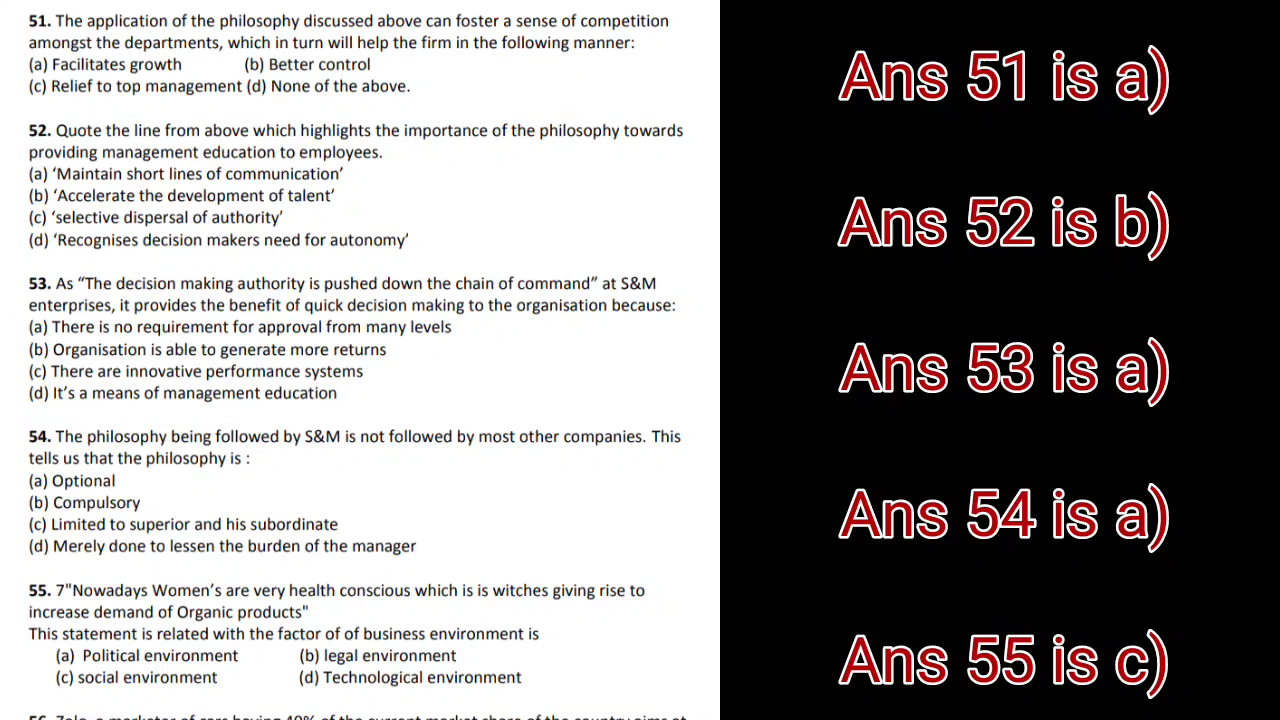 51. The application of the philosophy discussed above can foster a sense of competition
amongst the departments, which in turn will help the firm in the following manner:
(a) Facilitates growth (b) Better control
(c) Relief to top management (d) None of the above.
52. Quote the line from above which highlights the importance of the philosophy towards
providing management education to employees.
(a) ‘Maintain short lines of communication’
(b) ‘Accelerate the development of talent’
(c) ‘selective dispersal of authority’
(d) ‘Recognises decision makers need for autonomy’
53. As “The decision making authority is pushed down the chain of command” at S&M
enterprises, it provides the benefit of quick decision making to the organisation because:
(a) There is no requirement for approval from many levels
(b) Organisation is able to generate more returns
(c) There are innovative performance systems
(d) It’s a means of management education
54. The philosophy being followed by S&M is not followed by most other companies. This
tells us that the philosophy is :
(a) Optional
(b) Compulsory
(c) Limited to superior and his subordinate
(d) Merely done to lessen the burden of the manager
55. 7"Nowadays Women’s are very health conscious which is is witches giving rise to
increase demand of Organic products"
This statement is related with the factor of of business environment is
(a) Political environment (b) legal environment
(c) social environment (d) Technological environment
Ans 51 is a)
Ans 52 is b)
Ans 53 is a)
Ans 54 is a)
Ans 55 is c)